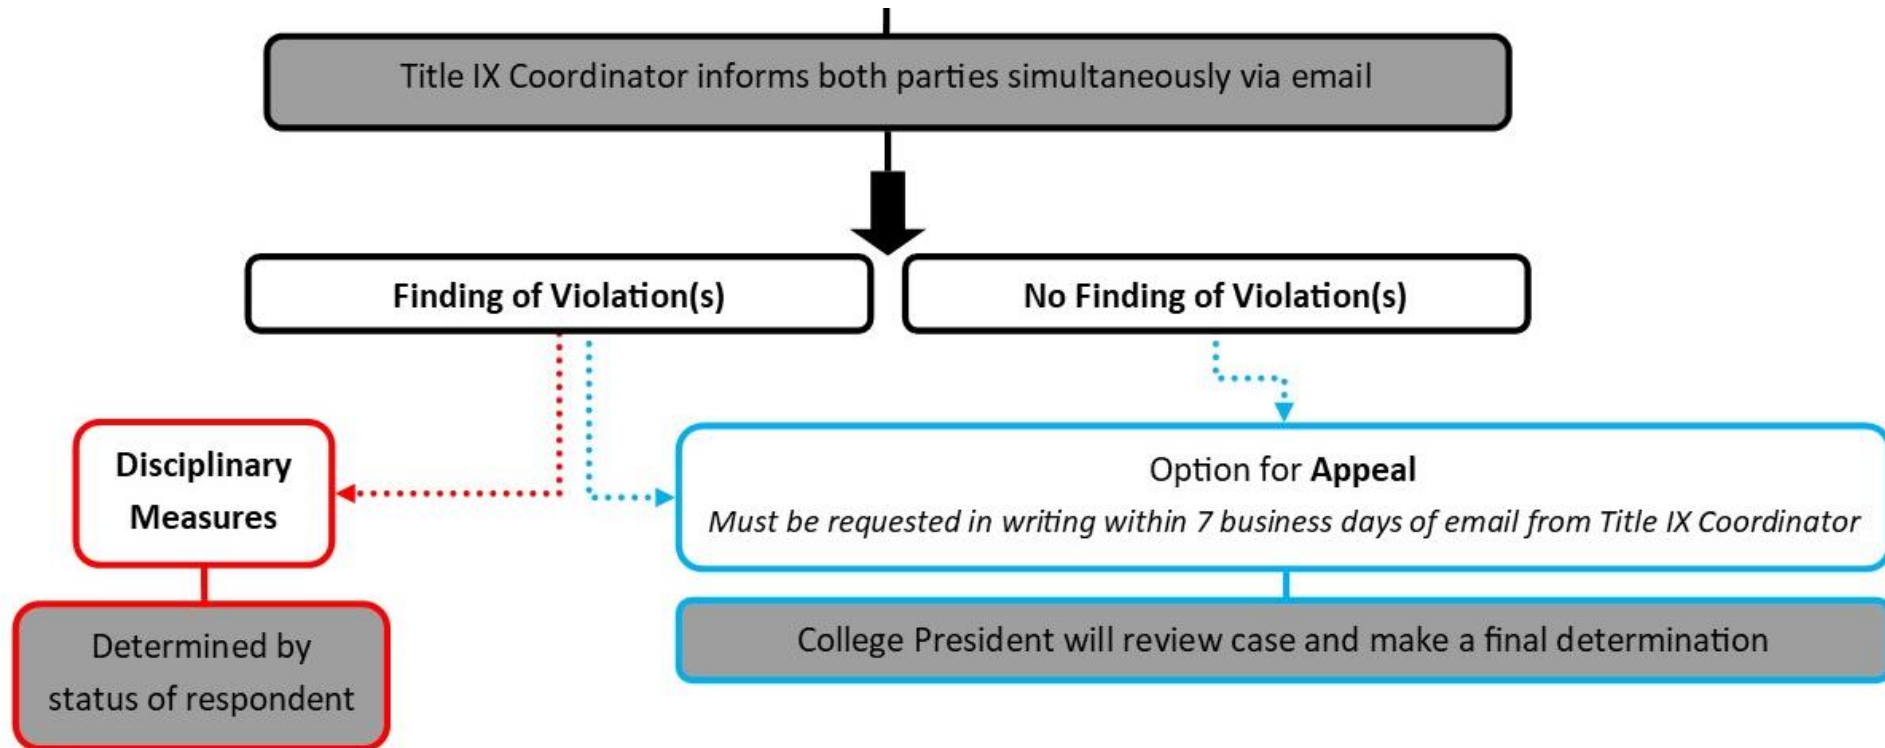 Title IX Coordinator informs both parties simultaneously via email
Finding of Violation(s)
No Finding of Violation(s)
Disciplinary
Measures
Option for Appeal
Must be requested in writing within 7 business days of email from Title IX Coordinator
Determined by
status of respondent
College President will review case and make a final determination